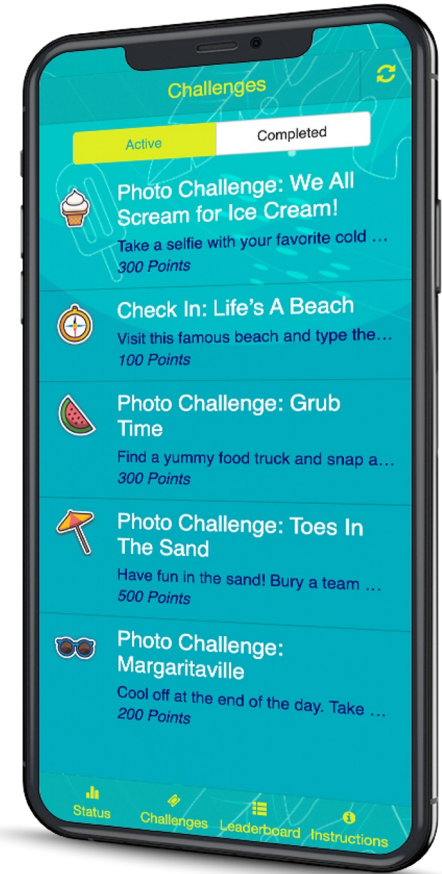 Challenges
Active
Completed
Photo Challenge: We All
Scream for Ice Cream!
Take a selfie with your favorite cold ...
300 Points
Check In: Life's A Beach
Visit this famous beach and type the...
100 Points
Photo Challenge: Grub
Time
Find a yummy food truck and snap a...
300 Points
Photo Challenge: Toes In
The Sand
Have fun in the sand! Bury a team ...
500 Points
Photo Challenge:
Margaritaville
Cool off at the end of the day. Take ...
200 Points
Status
Challenges
Leaderboard
Instructions